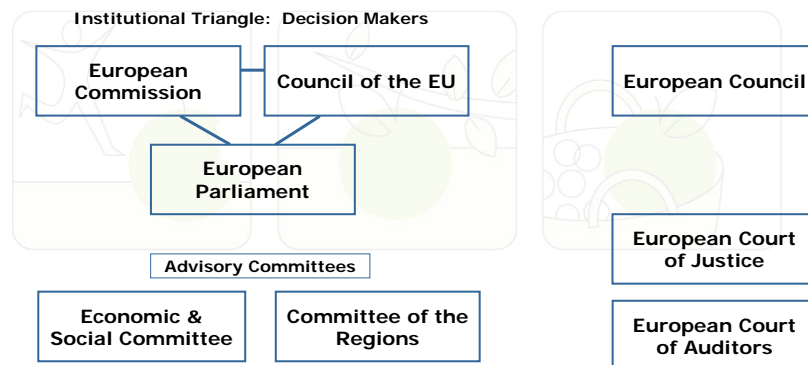 Institutional Triangle:  Decision Makers
European
Commission
Council of the EU
European
Parliament
European Council
Advisory Committees
Economic &
Social Committee
Committee of the
Regions
European Court
of Justice
European Court
of Auditors